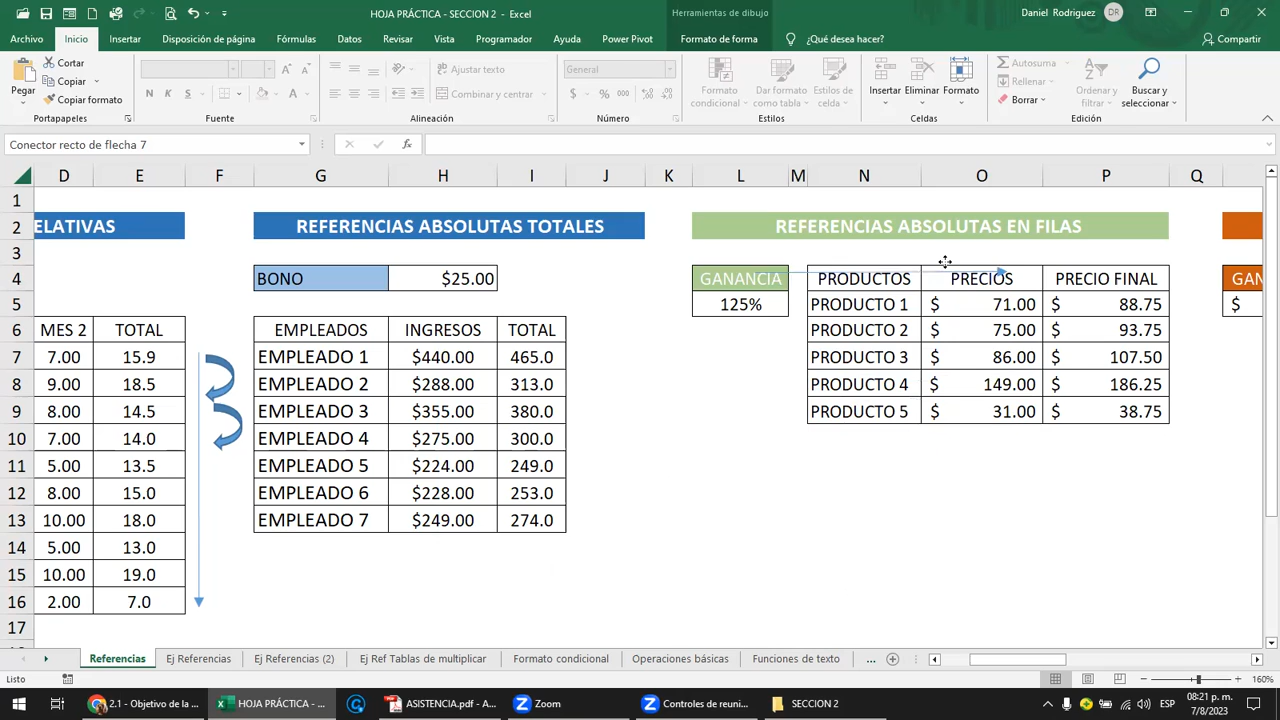 HOJA PRÁCTICA - SECCION 2 - Excel
Herramientas de dibujo
Daniel Rodriguez DR
Archivo Inicio Insertar Disposición de página Fórmulas Datos Revisar Vista Programador Ayuda Power Pivot Formato de forma ¿Qué desea hacer? Compartir
Pegar
Cortar
Copiar
Copiar formato
Portapapeles
N K S
Fuente
Ajustar texto
Combinar y centrar
Alineación
General
$ % 000
Número
Formato condicional
Dar formato como tabla
Estilos de celda
Estilos
Insertar Eliminar Formato
Celdas
Autosuma
Rellenar
Borrar
Ordenar y filtrar
Buscar y seleccionar
Edición
Conector recto de flecha 7 fx
D E F G H I J K L M N O P Q
1
2 ELATIVAS REFERENCIAS ABSOLUTAS TOTALES REFERENCIAS ABSOLUTAS EN FILAS
3
4 BONO $25.00 GANANCIA PRODUCTOS PRECIOS PRECIO FINAL GAN
5 125% PRODUCTO 1 $ 71.00 $ 88.75 $
6 MES 2 TOTAL EMPLEADOS INGRESOS TOTAL PRODUCTO 2 $ 75.00 $ 93.75
7 7.00 15.9 EMPLEADO 1 $440.00 465.0 PRODUCTO 3 $ 86.00 $ 107.50
8 9.00 18.5 EMPLEADO 2 $288.00 313.0 PRODUCTO 4 $ 149.00 $ 186.25
9 8.00 14.5 EMPLEADO 3 $355.00 380.0 PRODUCTO 5 $ 31.00 $ 38.75
10 7.00 14.0 EMPLEADO 4 $275.00 300.0
11 5.00 13.5 EMPLEADO 5 $224.00 249.0
12 8.00 15.0 EMPLEADO 6 $228.00 253.0
13 10.00 18.0 EMPLEADO 7 $249.00 274.0
14 5.00 13.0
15 10.00 19.0
16 2.00 7.0
17
Referencias Ej Referencias Ej Referencias (2) Ej Ref Tablas de multiplicar Formato condicional Operaciones básicas Funciones de texto ...
Listo 160%
2.1 - Objetivo de la ... HOJA PRÁCTICA - ... ASISTENCIA.pdf - A... Zoom Controles de reuni... SECCION 2 ESP 08:21 p. m.
7/8/2023